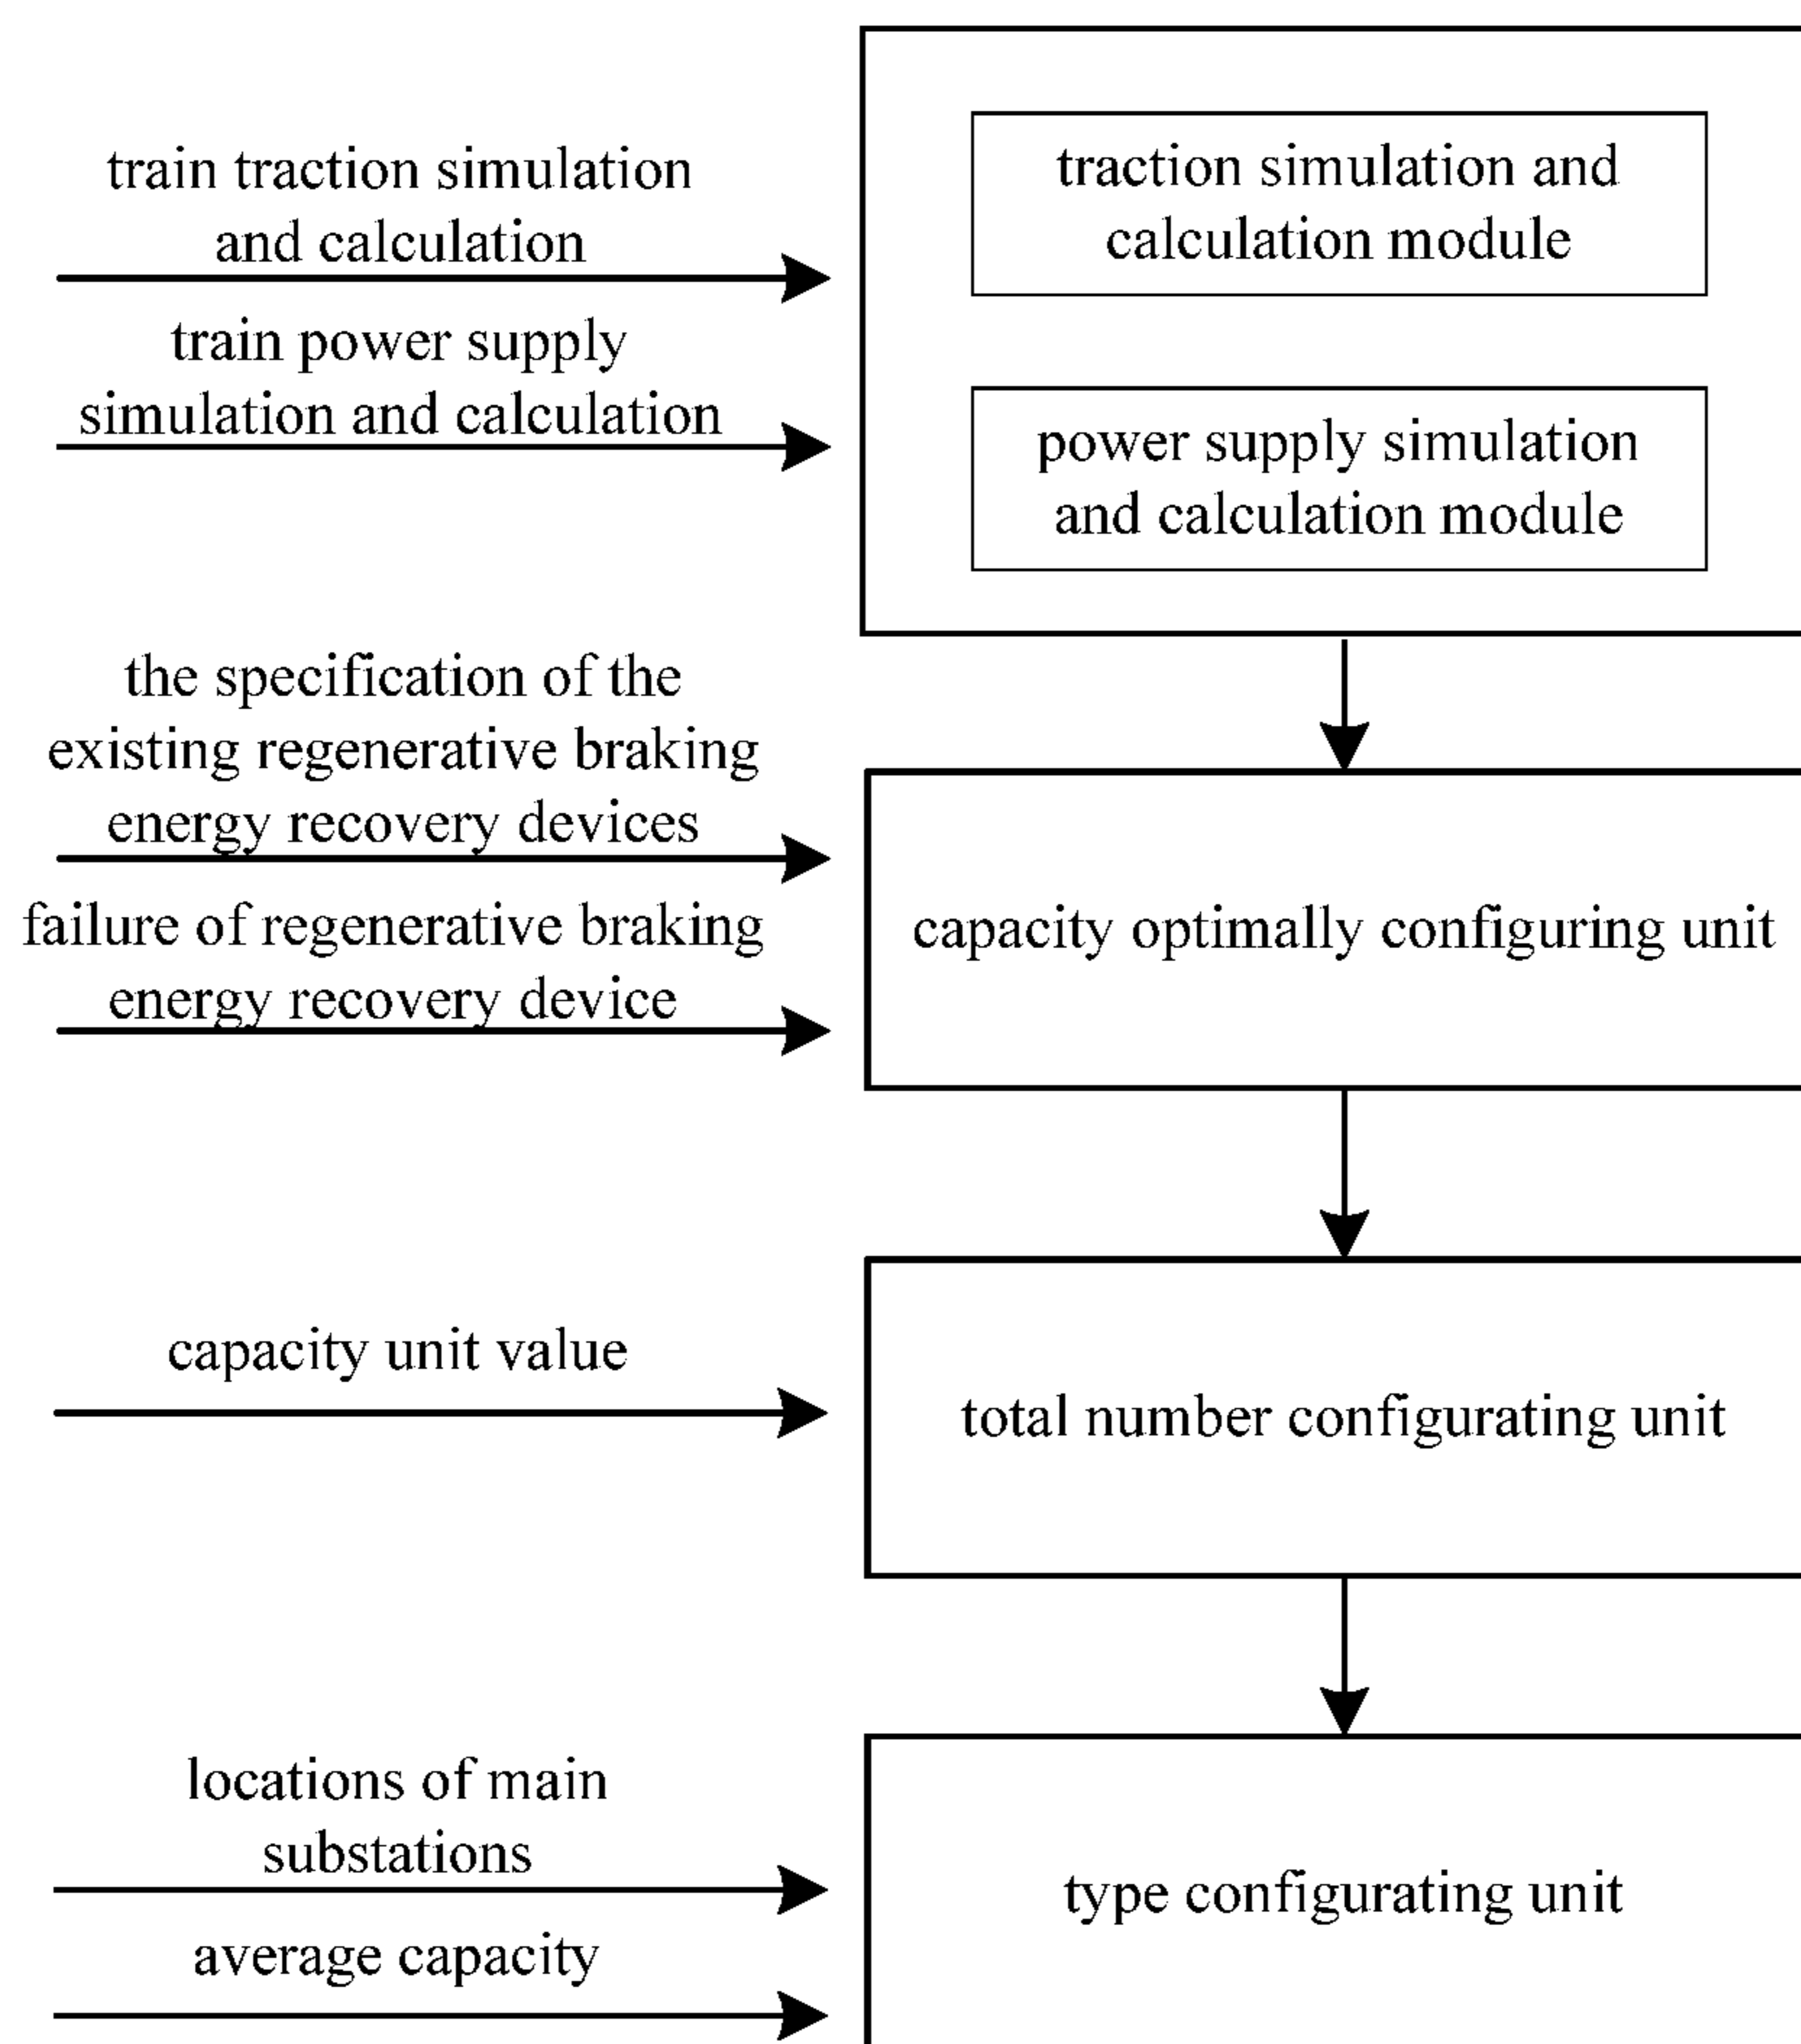 train traction simulation
and calculation
train power supply
simulation and calculation
traction simulation and
calculation module
power supply simulation
and calculation module
the specification of the
existing regenerative braking
energy recovery devices
failure of regenerative braking
energy recovery device
capacity optimally configuring unit
capacity unit value
total number configurating unit
locations of main
substations
average capacity
type configurating unit